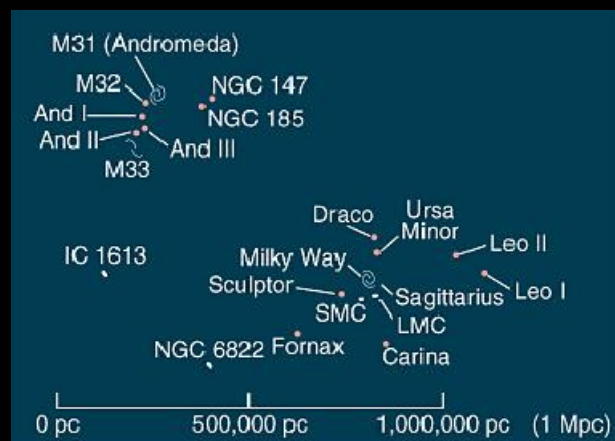 M31 (Andromeda)
M32
NGC 147
And I
NGC 185
And II
And III
M33
Draco
Ursa
Minor
IC 1613
Milky Way
Leo II
Sculptor
Sagittarius
Leo I
SMC
LMC
NGC 6822
Fornax
Carina
0 pc
500,000 pc
1,000,000 pc
(1 Mpc)